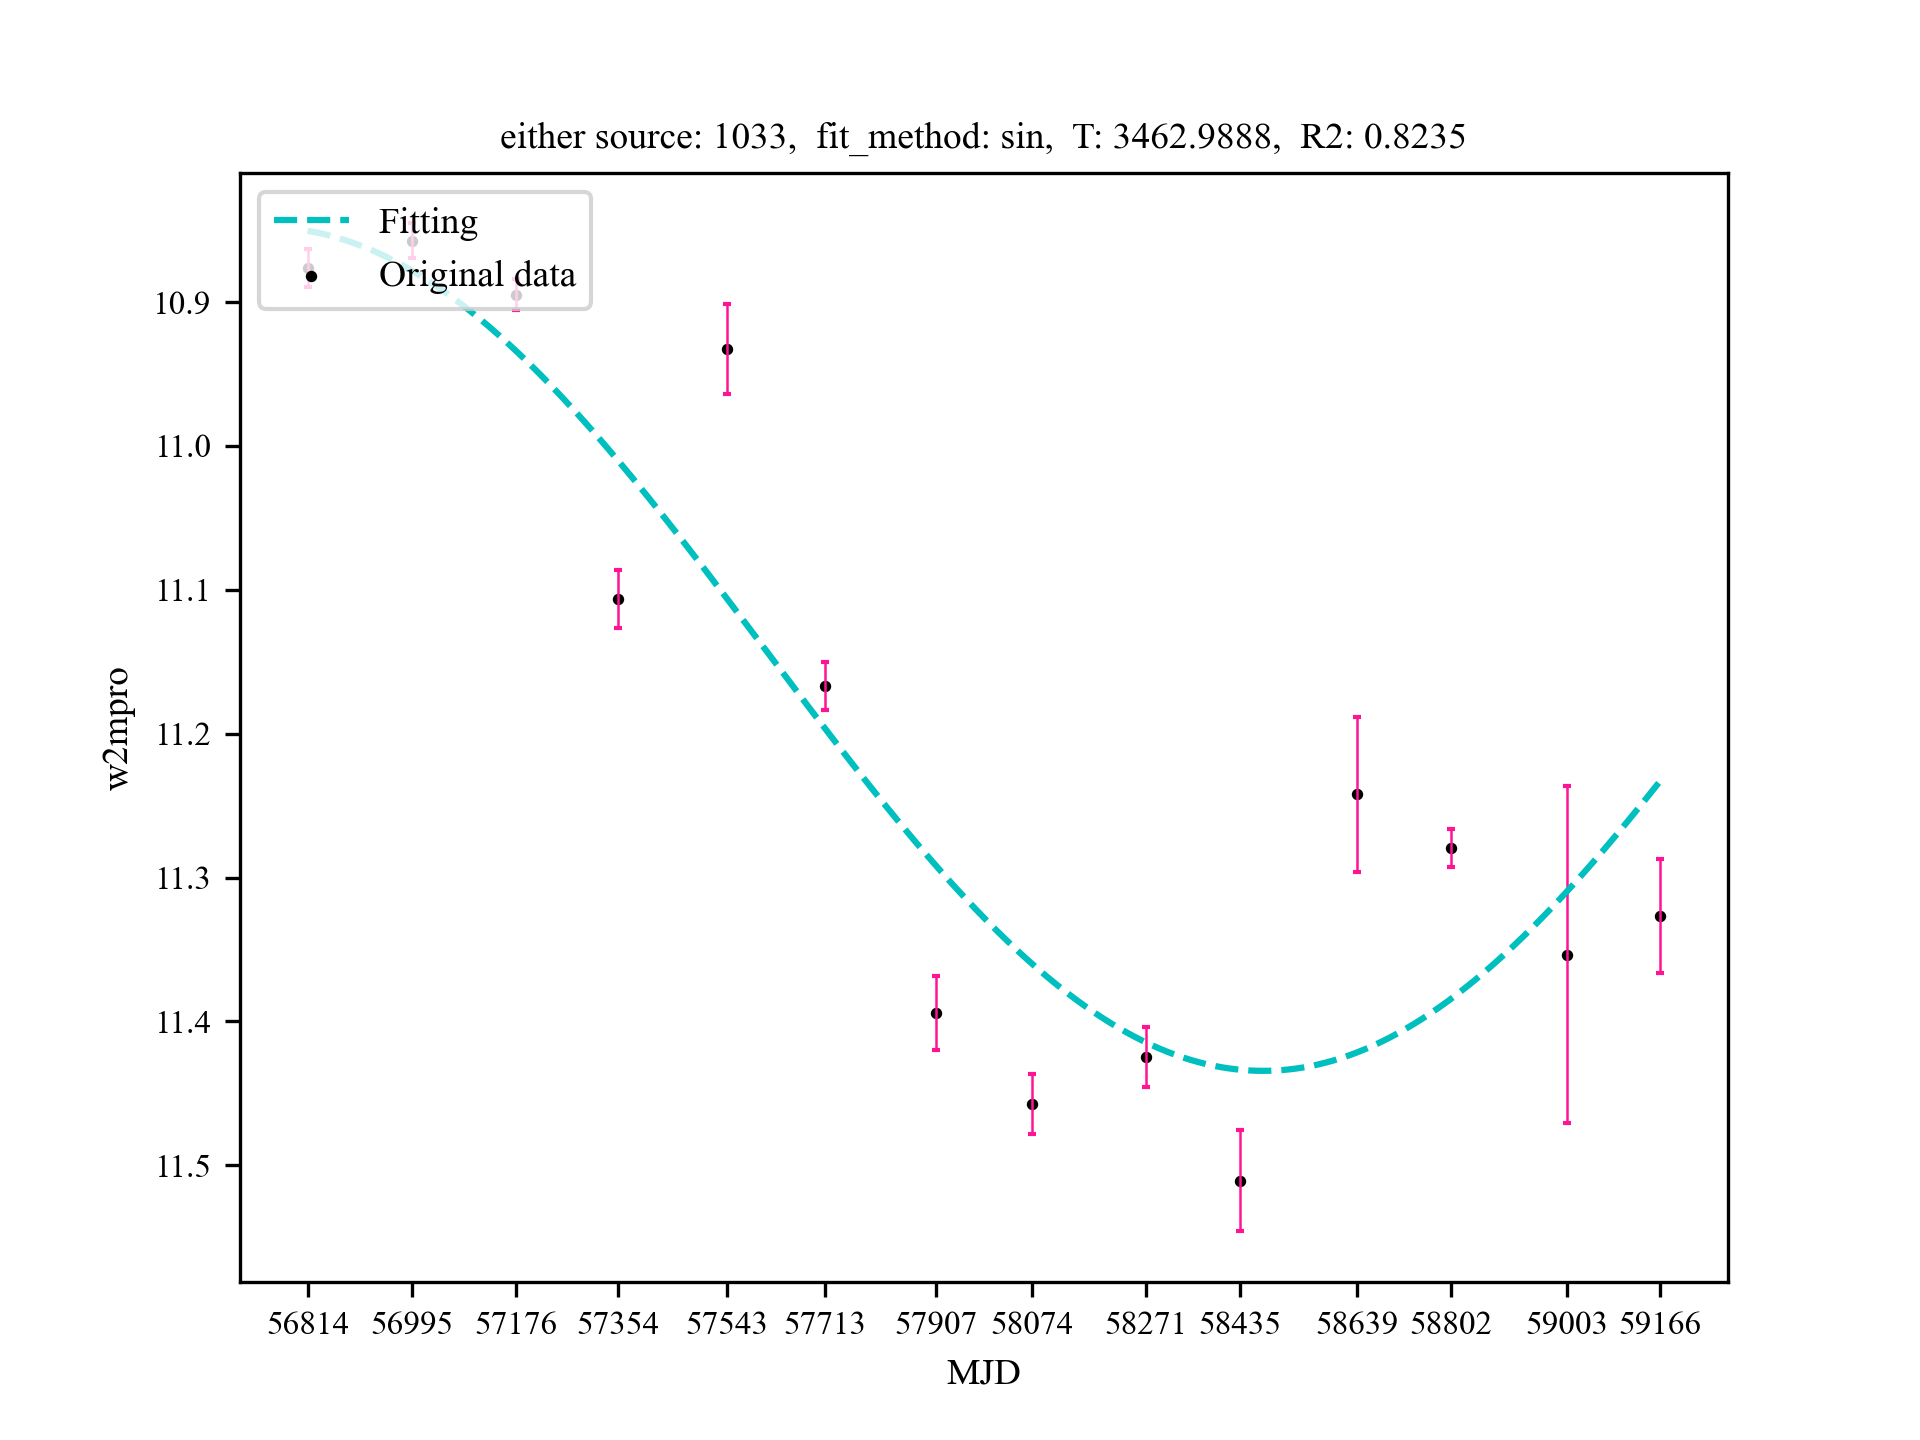 either source: 1033,  fit_method: sin,  T: 3462.9888,  R2: 0.8235
Fitting
Original data
10.9
11.0
11.1
11.2
11.3
11.4
11.5
w2mpro
56814 56995 57176 57354 57543 57713 57907 58074 58271 58435 58639 58802 59003 59166
MJD